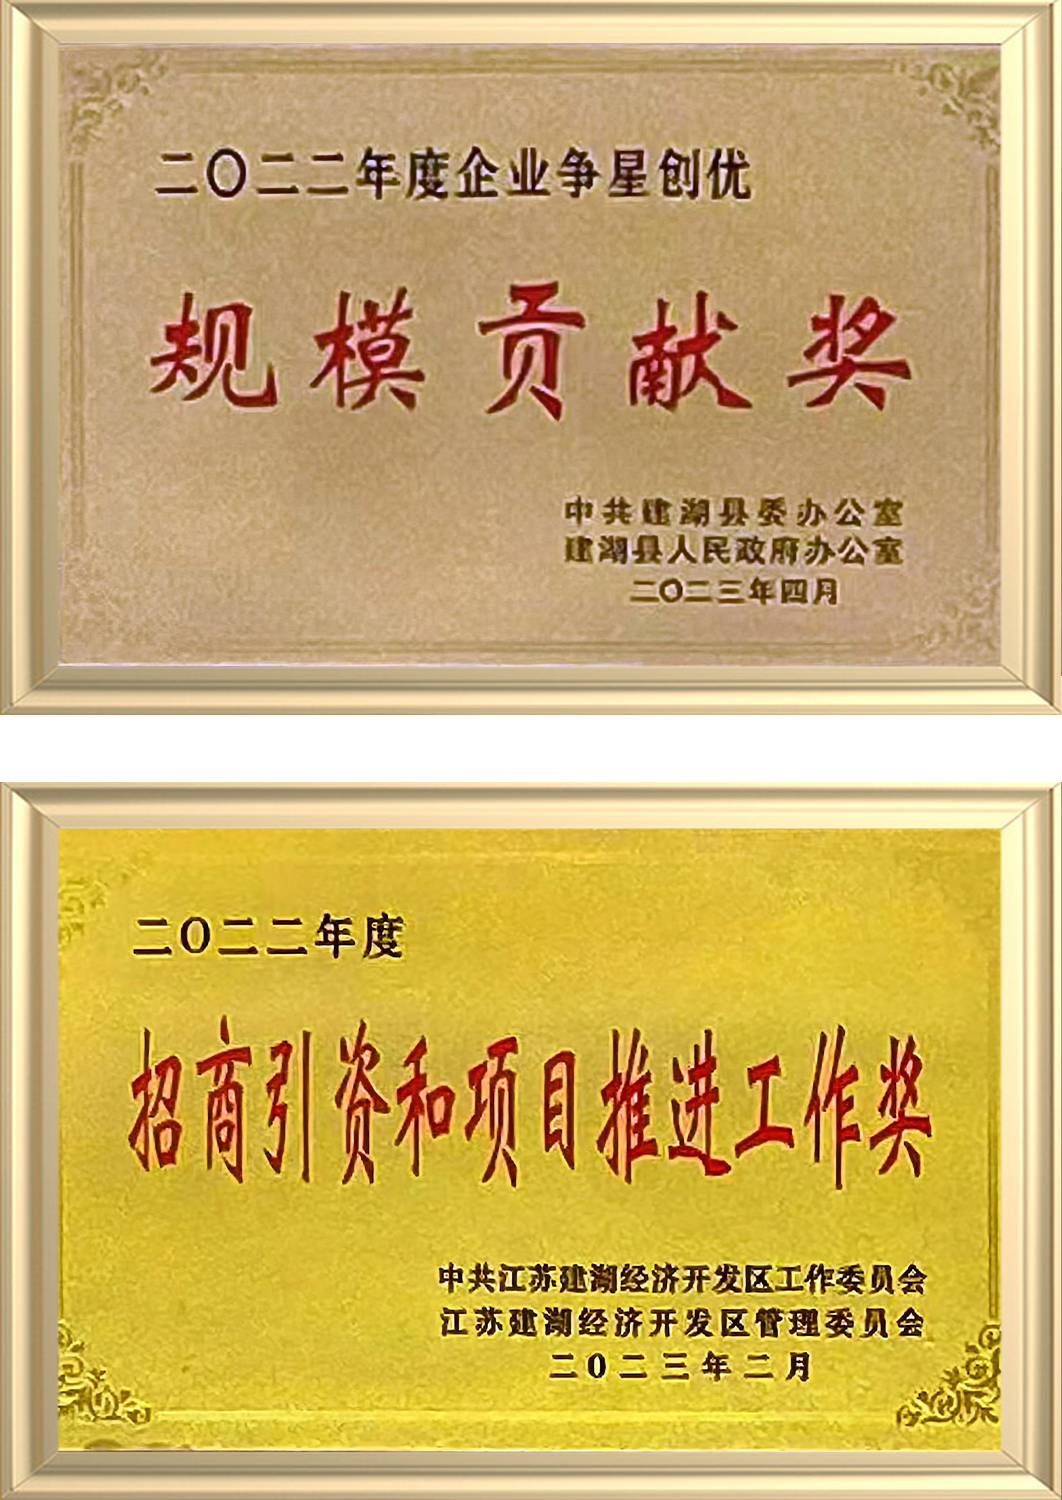 二〇二二年度企业争星创优
规模贡献奖
中共建湖县委办公室
建湖县人民政府办公室
二〇二三年四月
二〇二二年度
招商引资和项目推进工作奖
中共江苏建湖经济开发区工作委员会
江苏建湖经济开发区管理委员会
二〇二三年二月